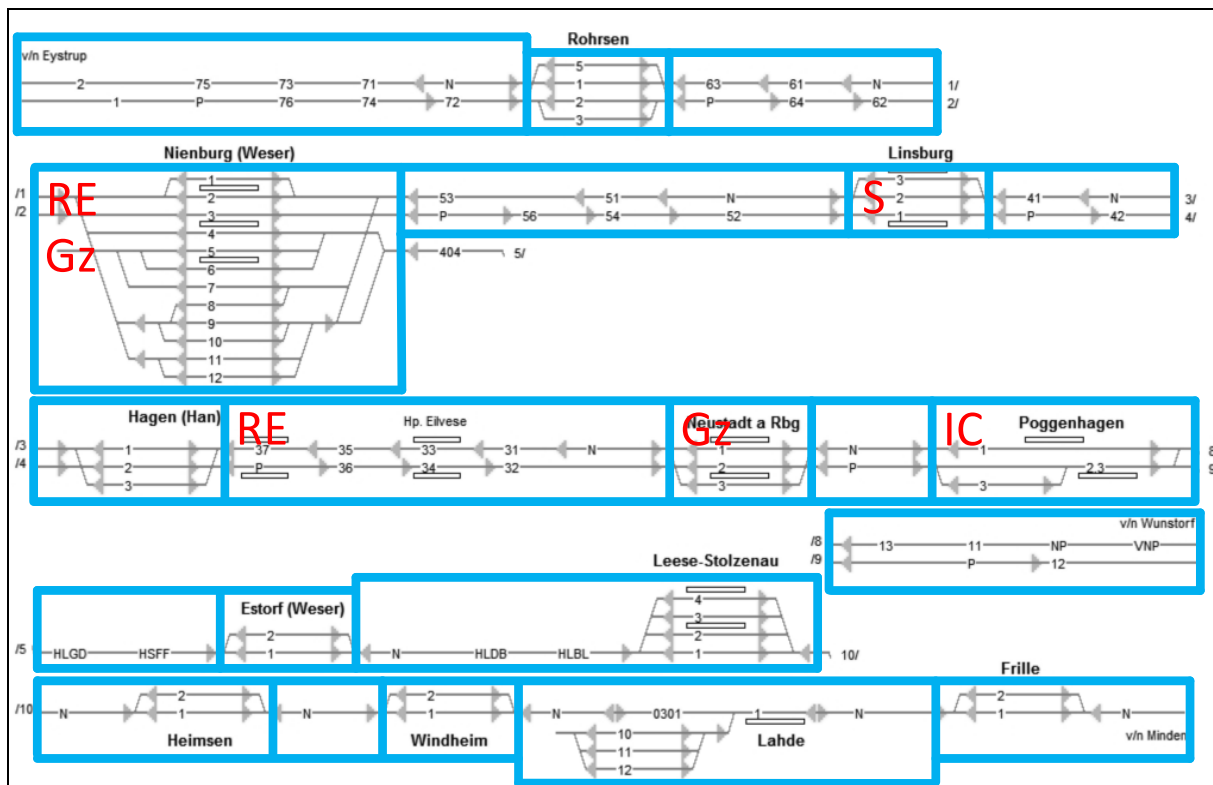 Rohrsen
v/n Eystrup
5
2 75 73 71 N 1 63 61 N 1/
1 P 76 74 72 2 P 64 62 2/
3
Nienburg (Weser) Linsburg
1 3
/1 RE 2 53 51 N S 2 41 N 3/
/2 3 P 56 54 52 1 P 42 4/
4
Gz 5 404 5/
6
7
8
9
10
11
12
Hagen (Han) RE Hp. Eilvese Gz Neustadt a Rbg IC Poggenhagen
/3 1 37 35 33 31 N 1 N 1 8
/4 2 P 36 34 32 2 P 2.3 9
3 3 3
v/n Wunstorf
/8 13 11 NP VNP
/9 P 12
Leese-Stolzenau
4
Estorf (Weser) 3
2 2
/5 HLGD HSFF 1 N HLDB HLBL 1 10/
Frille
2 2 2
/10 N 1 N 1 N 0301 1 N 1 N
10
Heimsen Windheim 11 Lahde v/n Minden
12